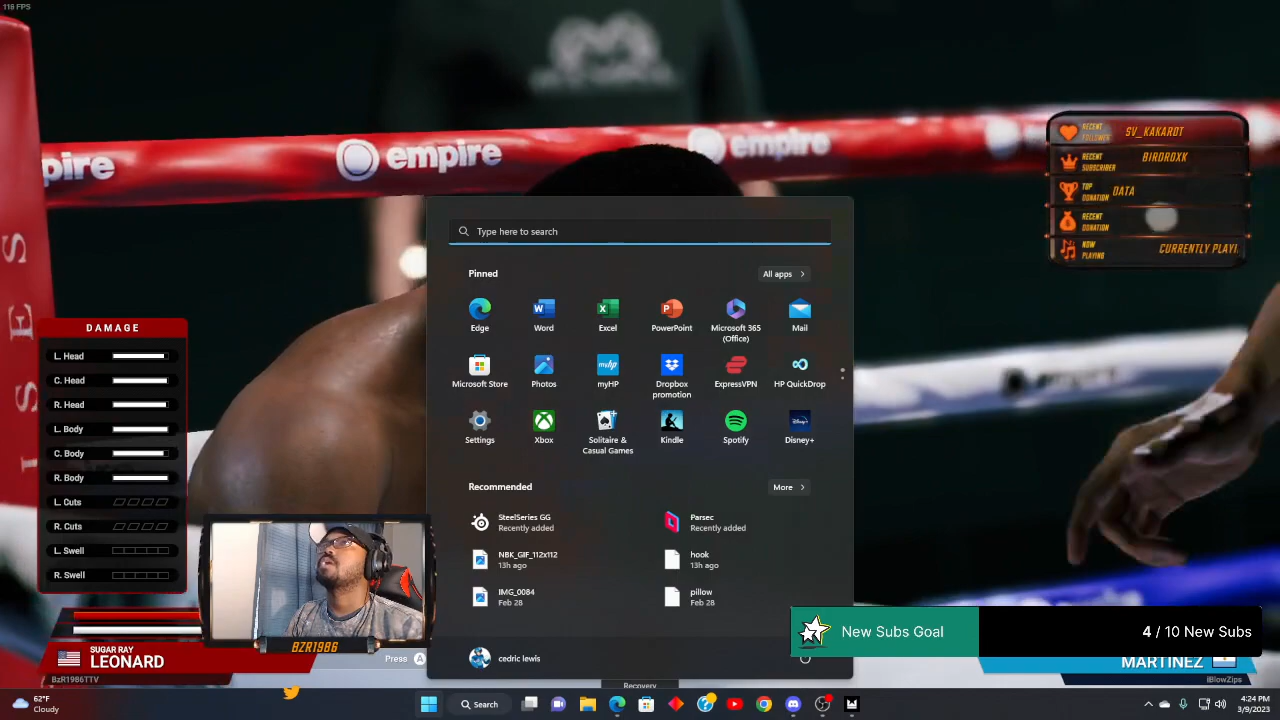 116 FPS
empire
empire
empire
RECENT FOLLOWER
SV_KAKAROT
RECENT SUBSCRIBER
BIRDROXK
TOP DONATION
DATA
RECENT DONATION
NOW PLAYING
CURRENTLY PLAYI
Type here to search
Pinned
All apps
Edge
Word
Excel
PowerPoint
Microsoft 365 (Office)
Mail
Microsoft Store
Photos
myHP
Dropbox promotion
ExpressVPN
HP QuickDrop
Settings
Xbox
Solitaire & Casual Games
Kindle
Spotify
Disney+
Recommended
More
SteelSeries GG
Recently added
Parsec
Recently added
NBK_GIF_112x112
13h ago
hook
13h ago
IMG_0084
Feb 28
pillow
Feb 28
cedric lewis
DAMAGE
L. Head
C. Head
R. Head
L. Body
C. Body
R. Body
L. Cuts
R. Cuts
L. Swell
R. Swell
BZR1986
SUGAR RAY
LEONARD
BzR1986TTV
Press A
New Subs Goal
4 / 10 New Subs
MARTINEZ
iBlowZips
Recovery
62°F
Cloudy
Search
4:24 PM
3/9/2023